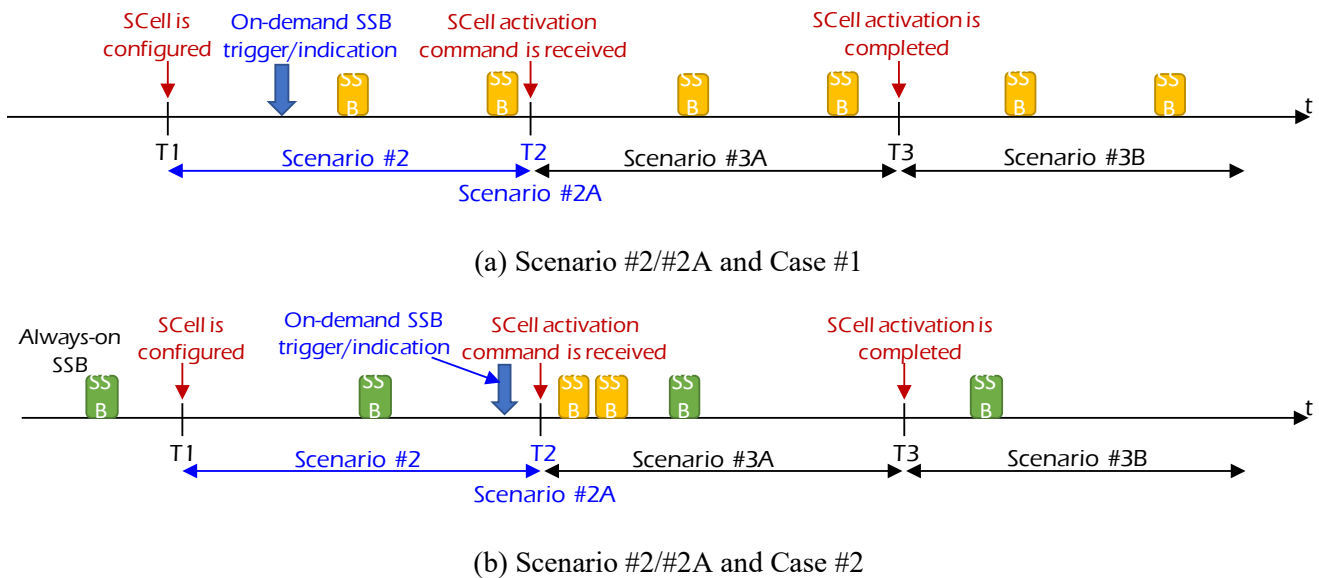 SCell is
configured
On-demand SSB
trigger/indication
SCell activation
command is received
SCell activation is
completed
SS
B
SS
B
SS
B
SS
B
SS
B
SS
B
t
T1
Scenario #2
T2
Scenario #3A
T3
Scenario #3B
Scenario #2A
(a) Scenario #2/#2A and Case #1
Always-on
SSB
SCell is
configured
On-demand SSB
trigger/indication
SCell activation
command is received
SCell activation is
completed
SS
B
SS
B
SS
B
SS
B
SS
B
SS
B
t
T1
Scenario #2
T2
Scenario #3A
T3
Scenario #3B
Scenario #2A
(b) Scenario #2/#2A and Case #2